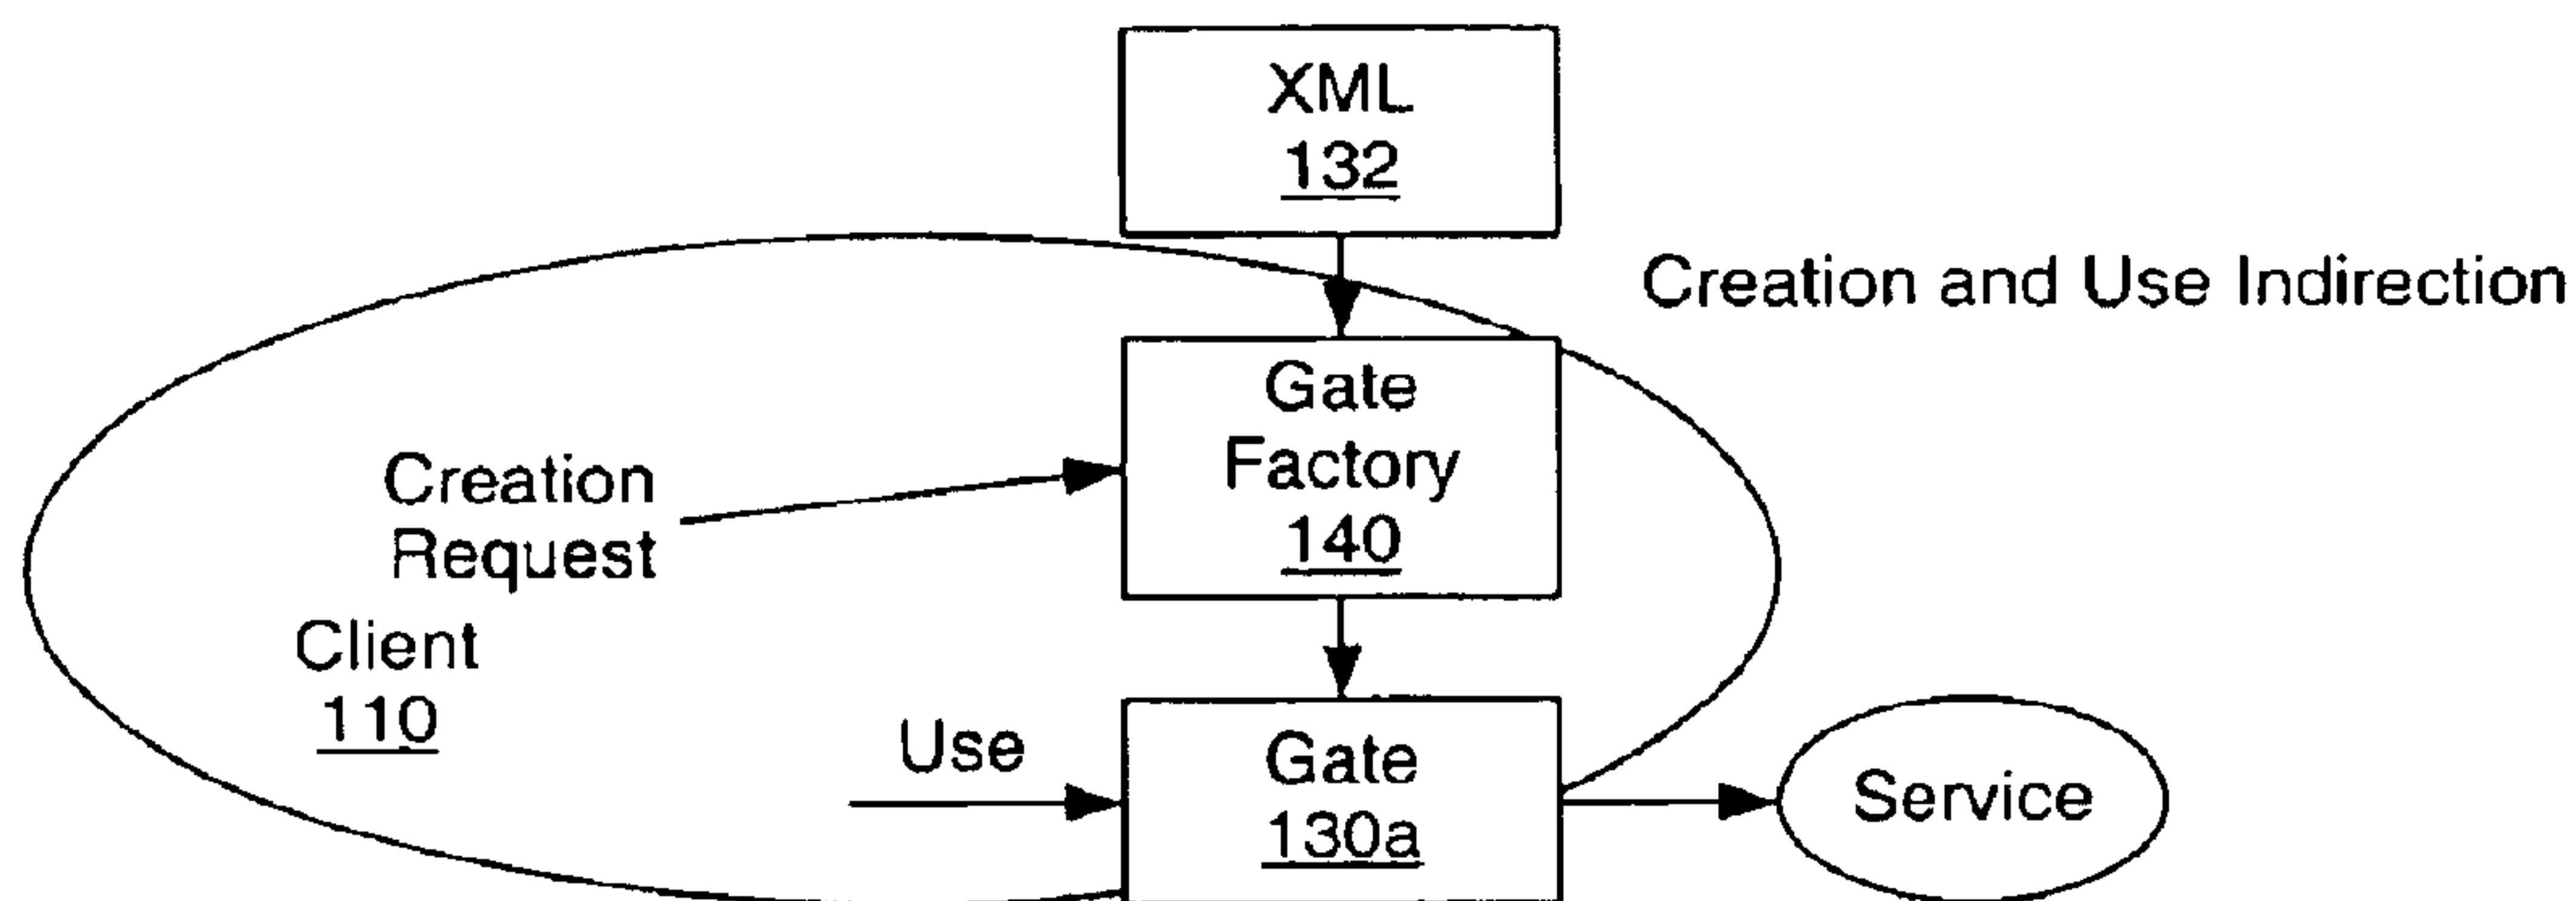 XML
132
Creation and Use Indirection
Gate
Factory
140
Creation
Request
Client
110
Use
Gate
130a
Service